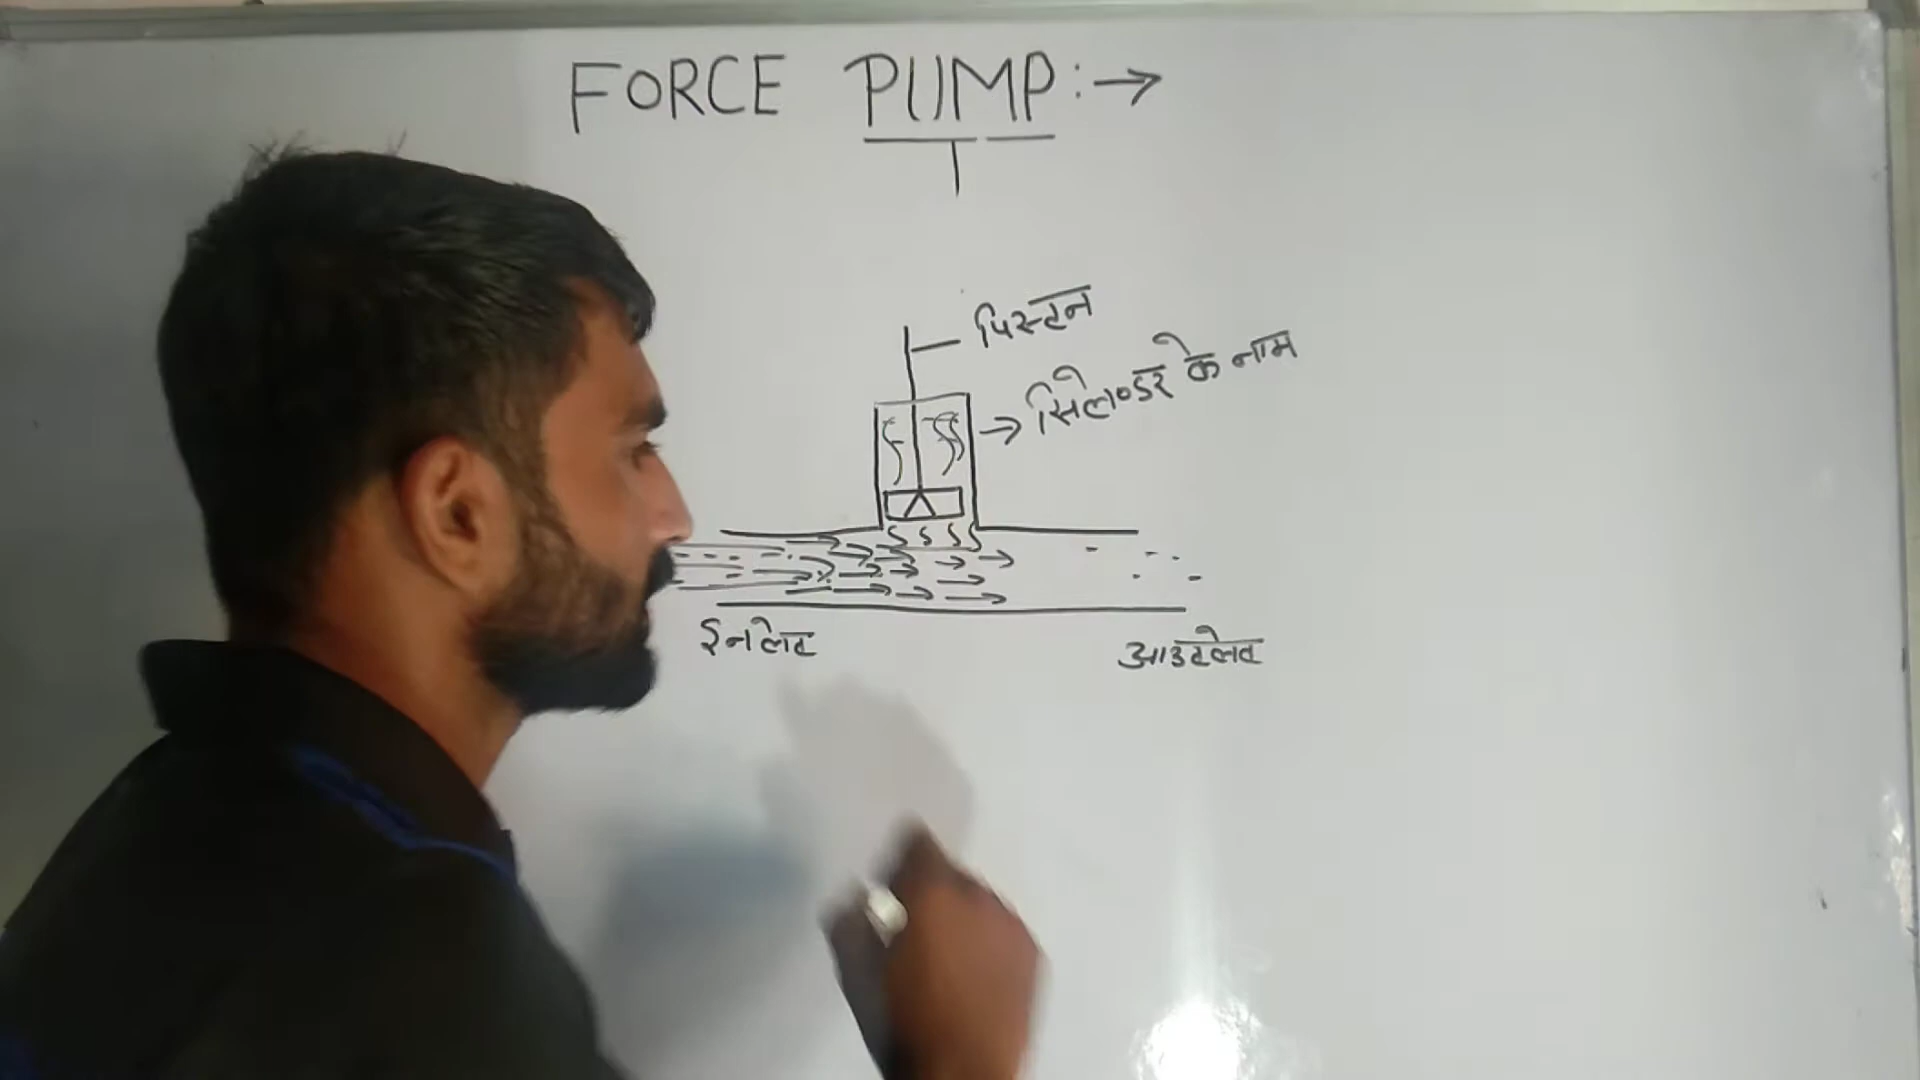 FORCE PUMP:→
पिस्टन
→ सिलेण्डर के नाम
इनलेट
आउटलेट